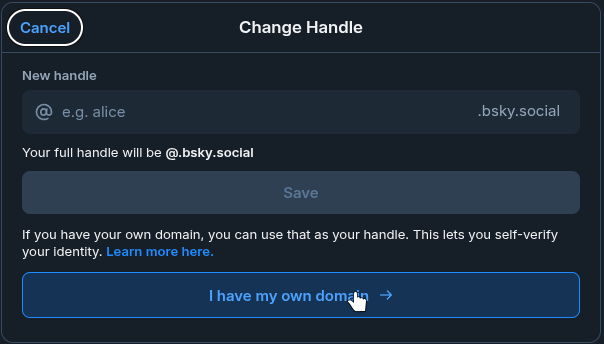 Cancel
Change Handle
New handle
@ e.g. alice .bsky.social
Your full handle will be @.bsky.social
Save
If you have your own domain, you can use that as your handle. This lets you self-verify
your identity. Learn more here.
I have my own domain →